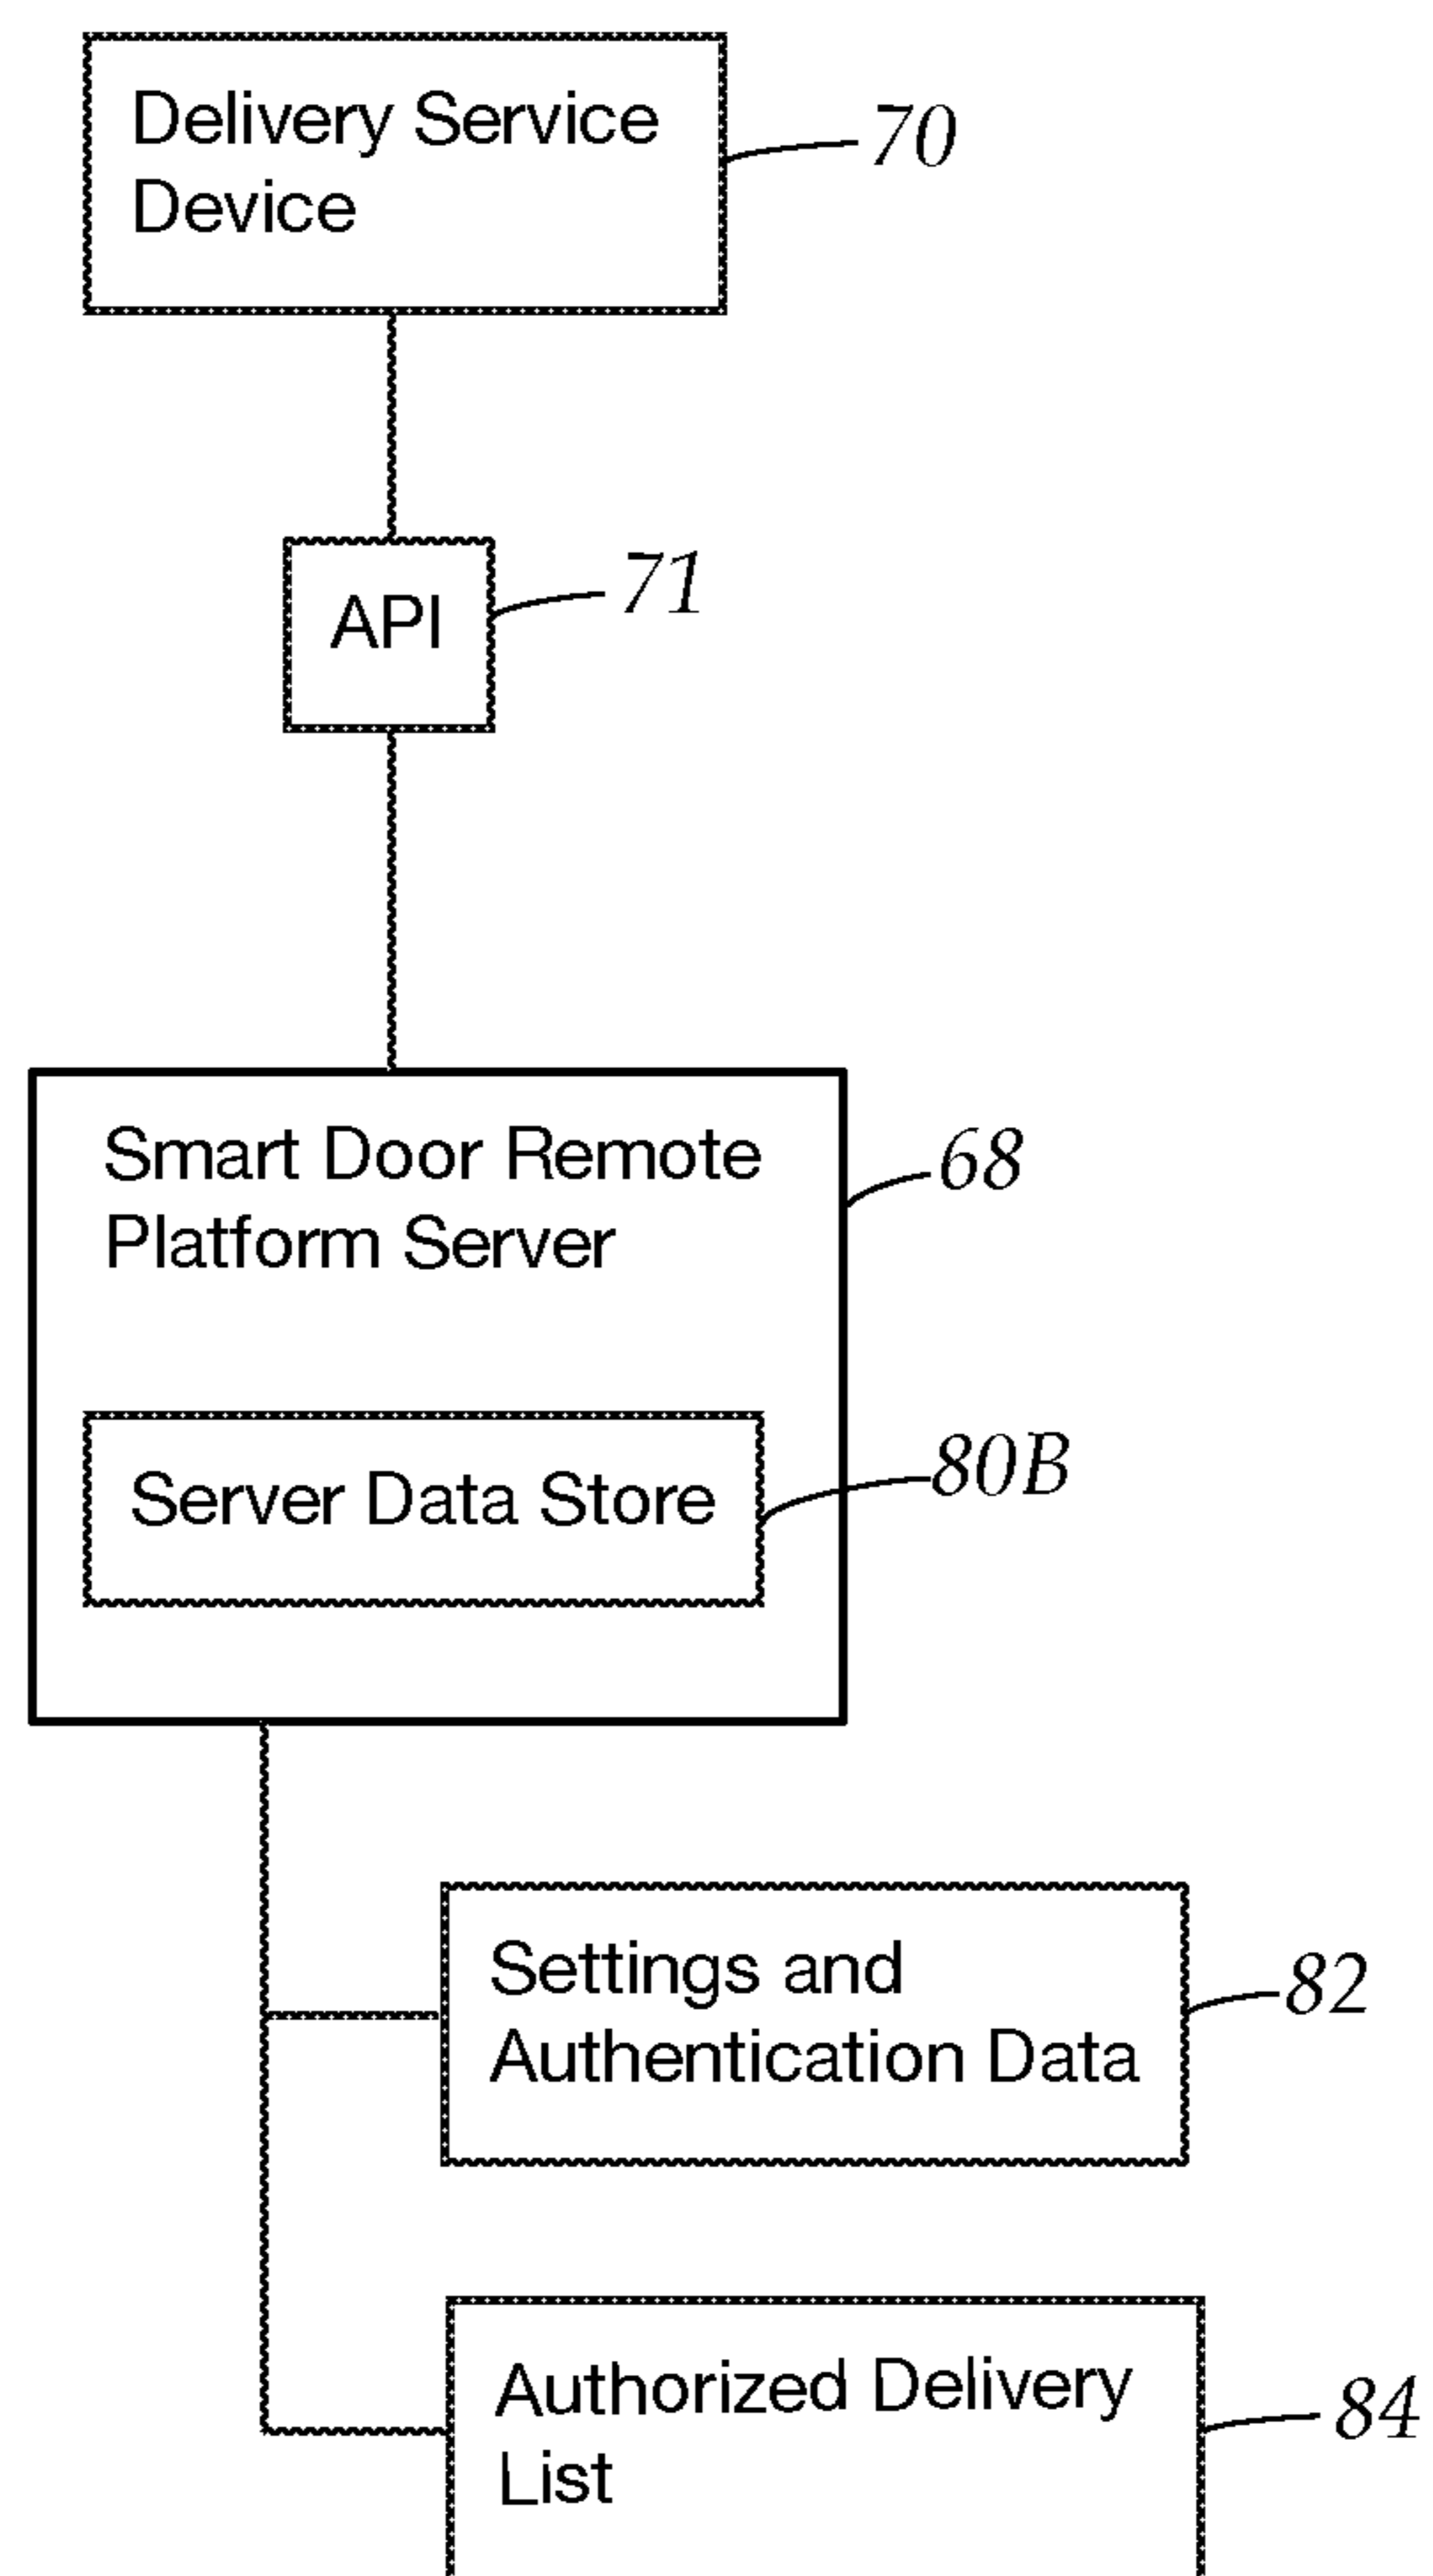 Delivery Service
Device
70
API
71
Smart Door Remote
Platform Server
68
Server Data Store
80B
Settings and
Authentication Data
82
Authorized Delivery
List
84